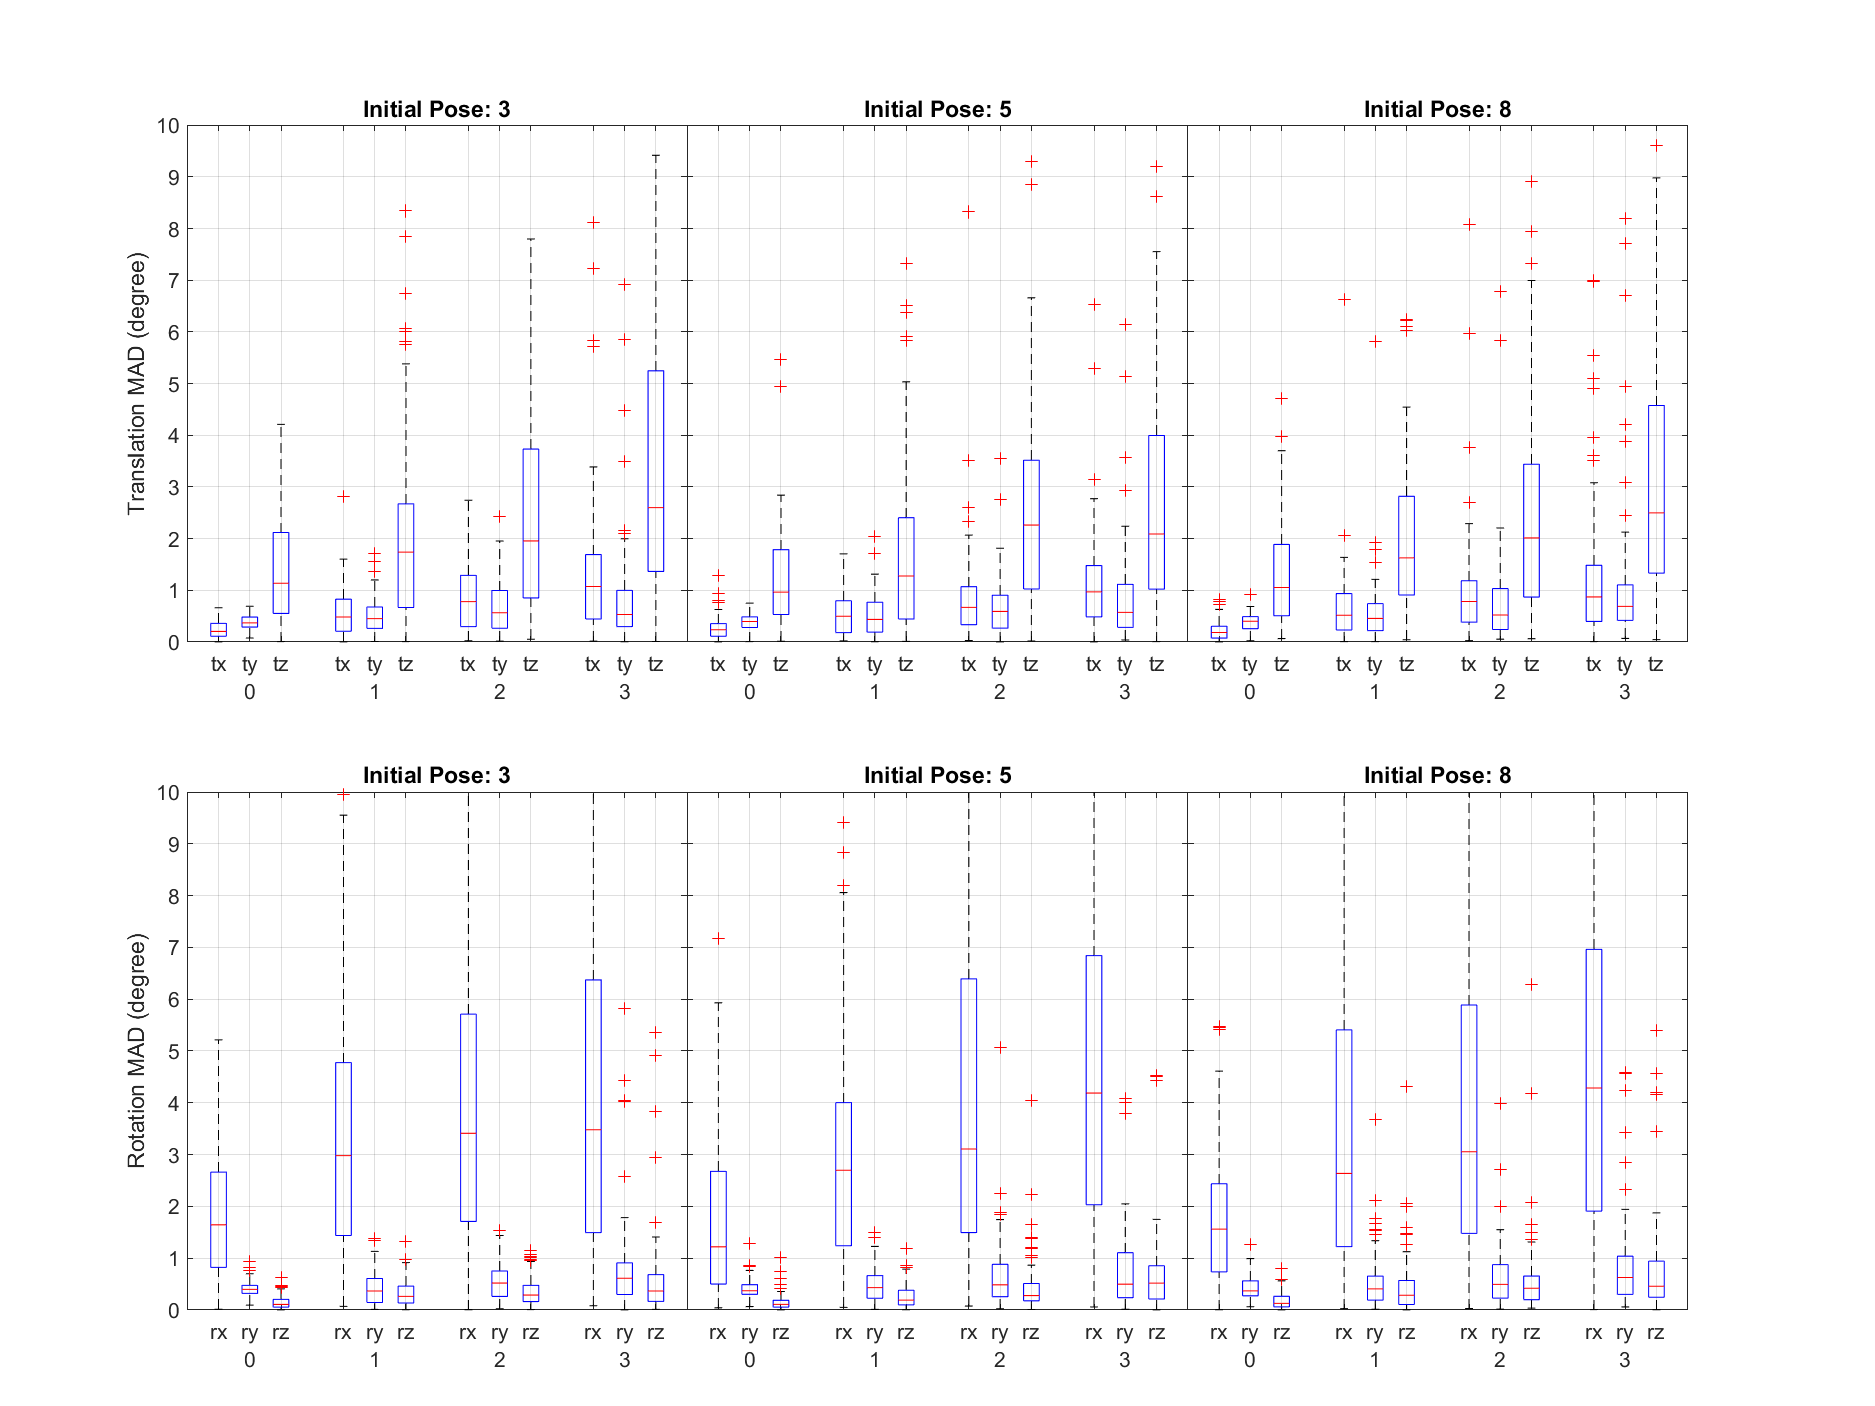 Initial Pose: 3 Initial Pose: 5 Initial Pose: 8
10
9
8
7
6
5
4
3
2
1
0
Translation MAD (degree)
tx ty tz tx ty tz tx ty tz tx ty tz tx ty tz tx ty tz tx ty tz tx ty tz tx ty tz tx ty tz tx ty tz tx ty tz
0 1 2 3 0 1 2 3 0 1 2 3
Initial Pose: 3 Initial Pose: 5 Initial Pose: 8
10
9
8
7
6
5
4
3
2
1
0
Rotation MAD (degree)
rx ry rz rx ry rz rx ry rz rx ry rz rx ry rz rx ry rz rx ry rz rx ry rz rx ry rz rx ry rz rx ry rz rx ry rz
0 1 2 3 0 1 2 3 0 1 2 3